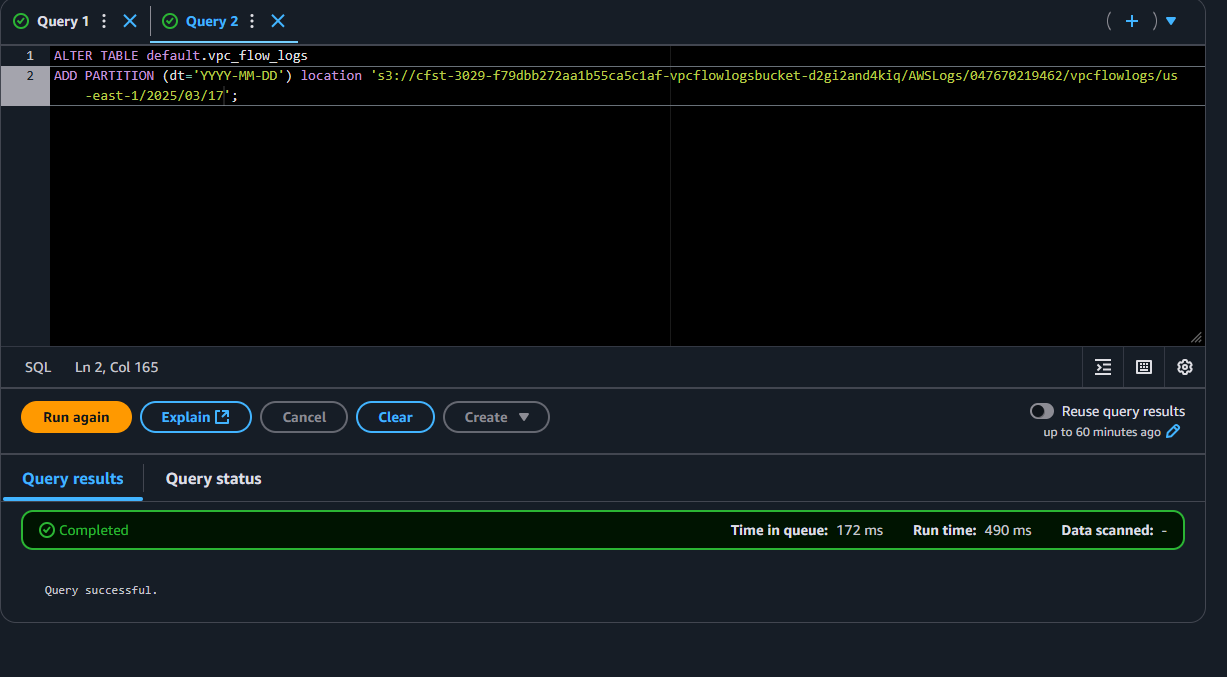 Query 1
Query 2
1 ALTER TABLE default.vpc_flow_logs
2 ADD PARTITION (dt='YYYY-MM-DD') location 's3://cfst-3029-f79dbb272aa1b55ca5c1af-vpcflowlogsbucket-d2gi2and4kiq/AWSLogs/047670219462/vpcflowlogs/us
-east-1/2025/03/17';
SQL Ln 2, Col 165
Run again Explain Cancel Clear Create
Reuse query results
up to 60 minutes ago
Query results Query status
Completed Time in queue: 172 ms Run time: 490 ms Data scanned: -
Query successful.